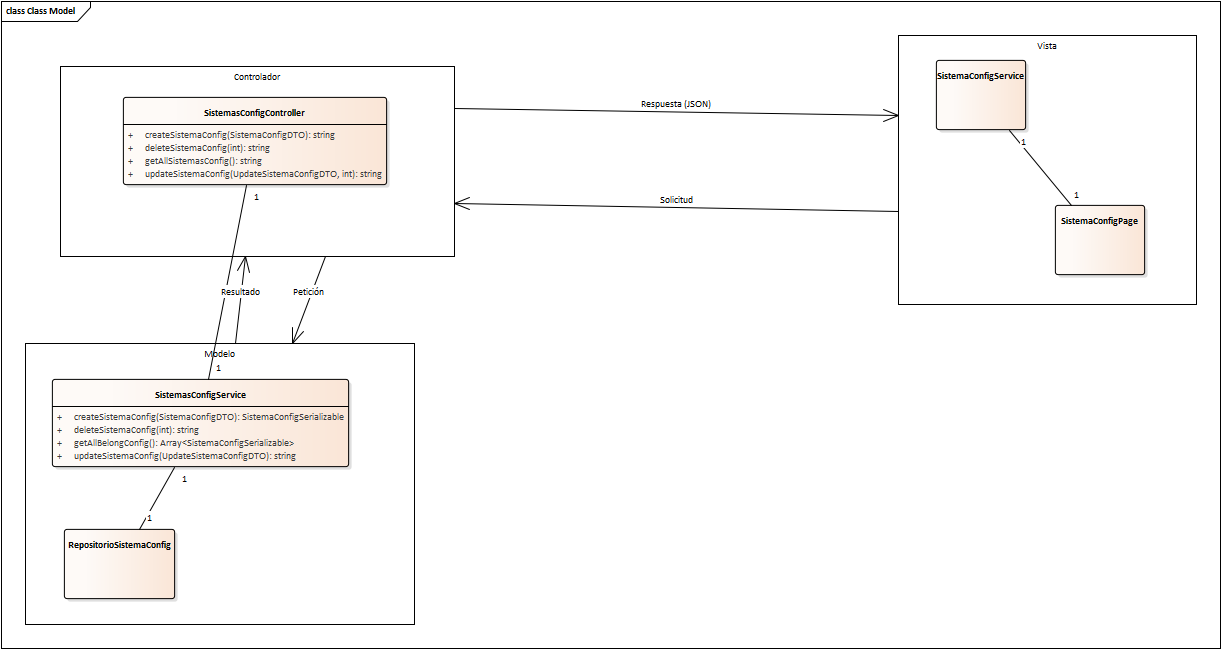 class Class Model
Controlador
SistemasConfigController
+ createSistemaConfig(SistemaConfigDTO): string
+ deleteSistemaConfig(int): string
+ getAllSistemasConfig(): string
+ updateSistemaConfig(UpdateSistemaConfigDTO, int): string
1
Respuesta (JSON)
Solicitud
Vista
SistemaConfigService
1
1
SistemaConfigPage
Resultado
Petición
Modelo
1
SistemasConfigService
+ createSistemaConfig(SistemaConfigDTO): SistemaConfigSerializable
+ deleteSistemaConfig(int): string
+ getAllBelongConfig(): Array<SistemaConfigSerializable>
+ updateSistemaConfig(UpdateSistemaConfigDTO): string
1
1
RepositorioSistemaConfig